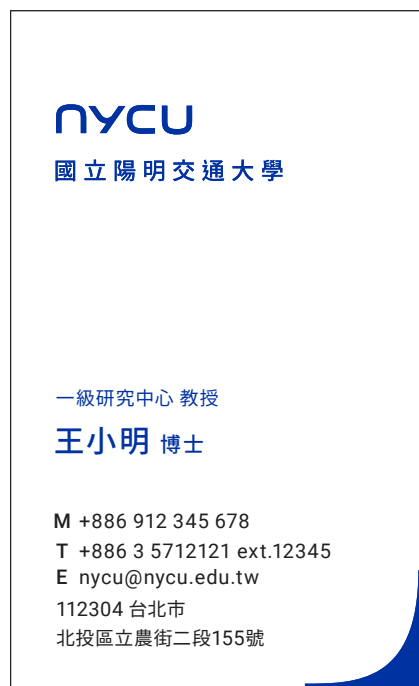 NYCU
國立陽明交通大學
一級研究中心 教授
王小明 博士
M +886 912 345 678
T +886 3 5712121 ext.12345
E nycu@nycu.edu.tw
112304 台北市
北投區立農街二段155號